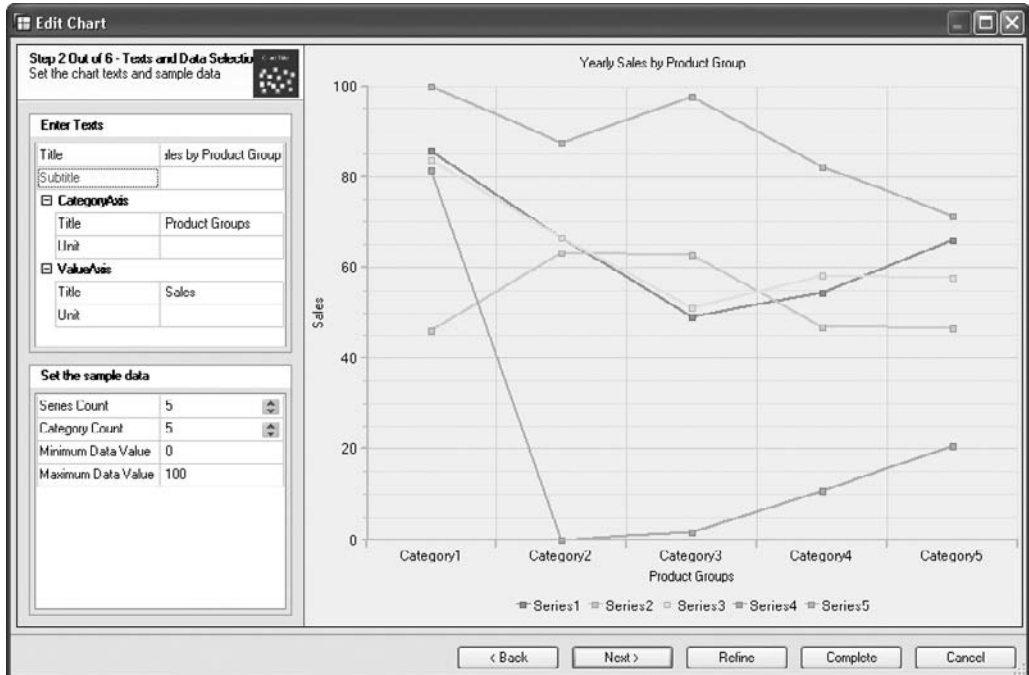 Edit Chart
Step 2 Out of 6 - Texts and Data Selectio
Set the chart texts and sample data
Enter Texts
Title ales by Product Group
Subtitle
CategoryAxis
Title Product Groups
Unit
ValueAxis
Title Sales
Unit
Set the sample data
Series Count 5
Category Count 5
Minimum Data Value 0
Maximum Data Value 100
Yearly Sales by Product Group
100
80
60
40
20
0
Sales
Category1 Category2 Category3 Category4 Category5
Product Groups
Series1 Series2 Series3 Series4 Series5
< Back Next > Refine Complete Cancel